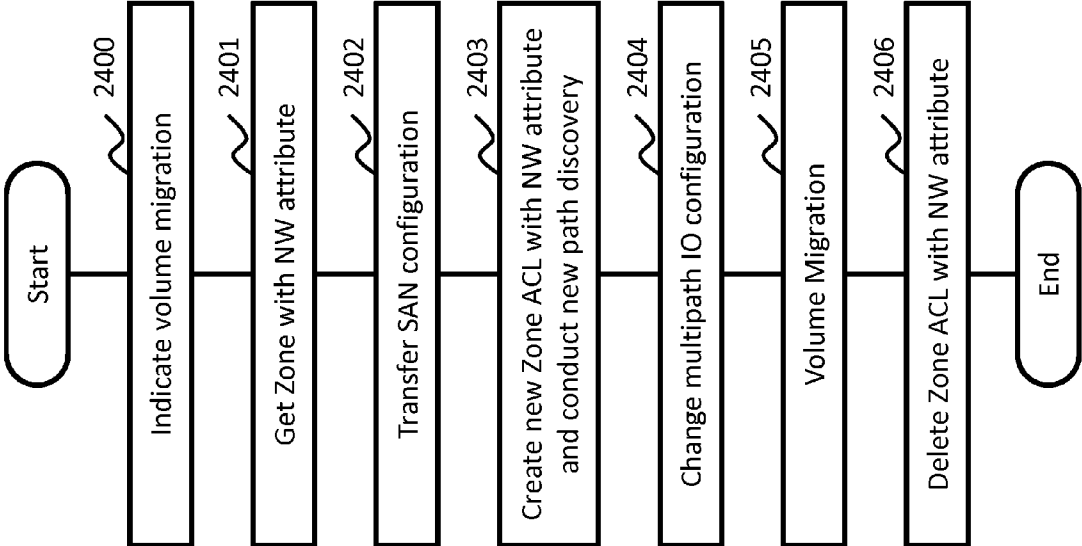 Start
2400
Indicate volume migration
2401
Get Zone with NW attribute
2402
Transfer SAN configuration
2403
Create new Zone ACL with NW attribute
and conduct new path discovery
2404
Change multipath IO configuration
2405
Volume Migration
2406
Delete Zone ACL with NW attribute
End